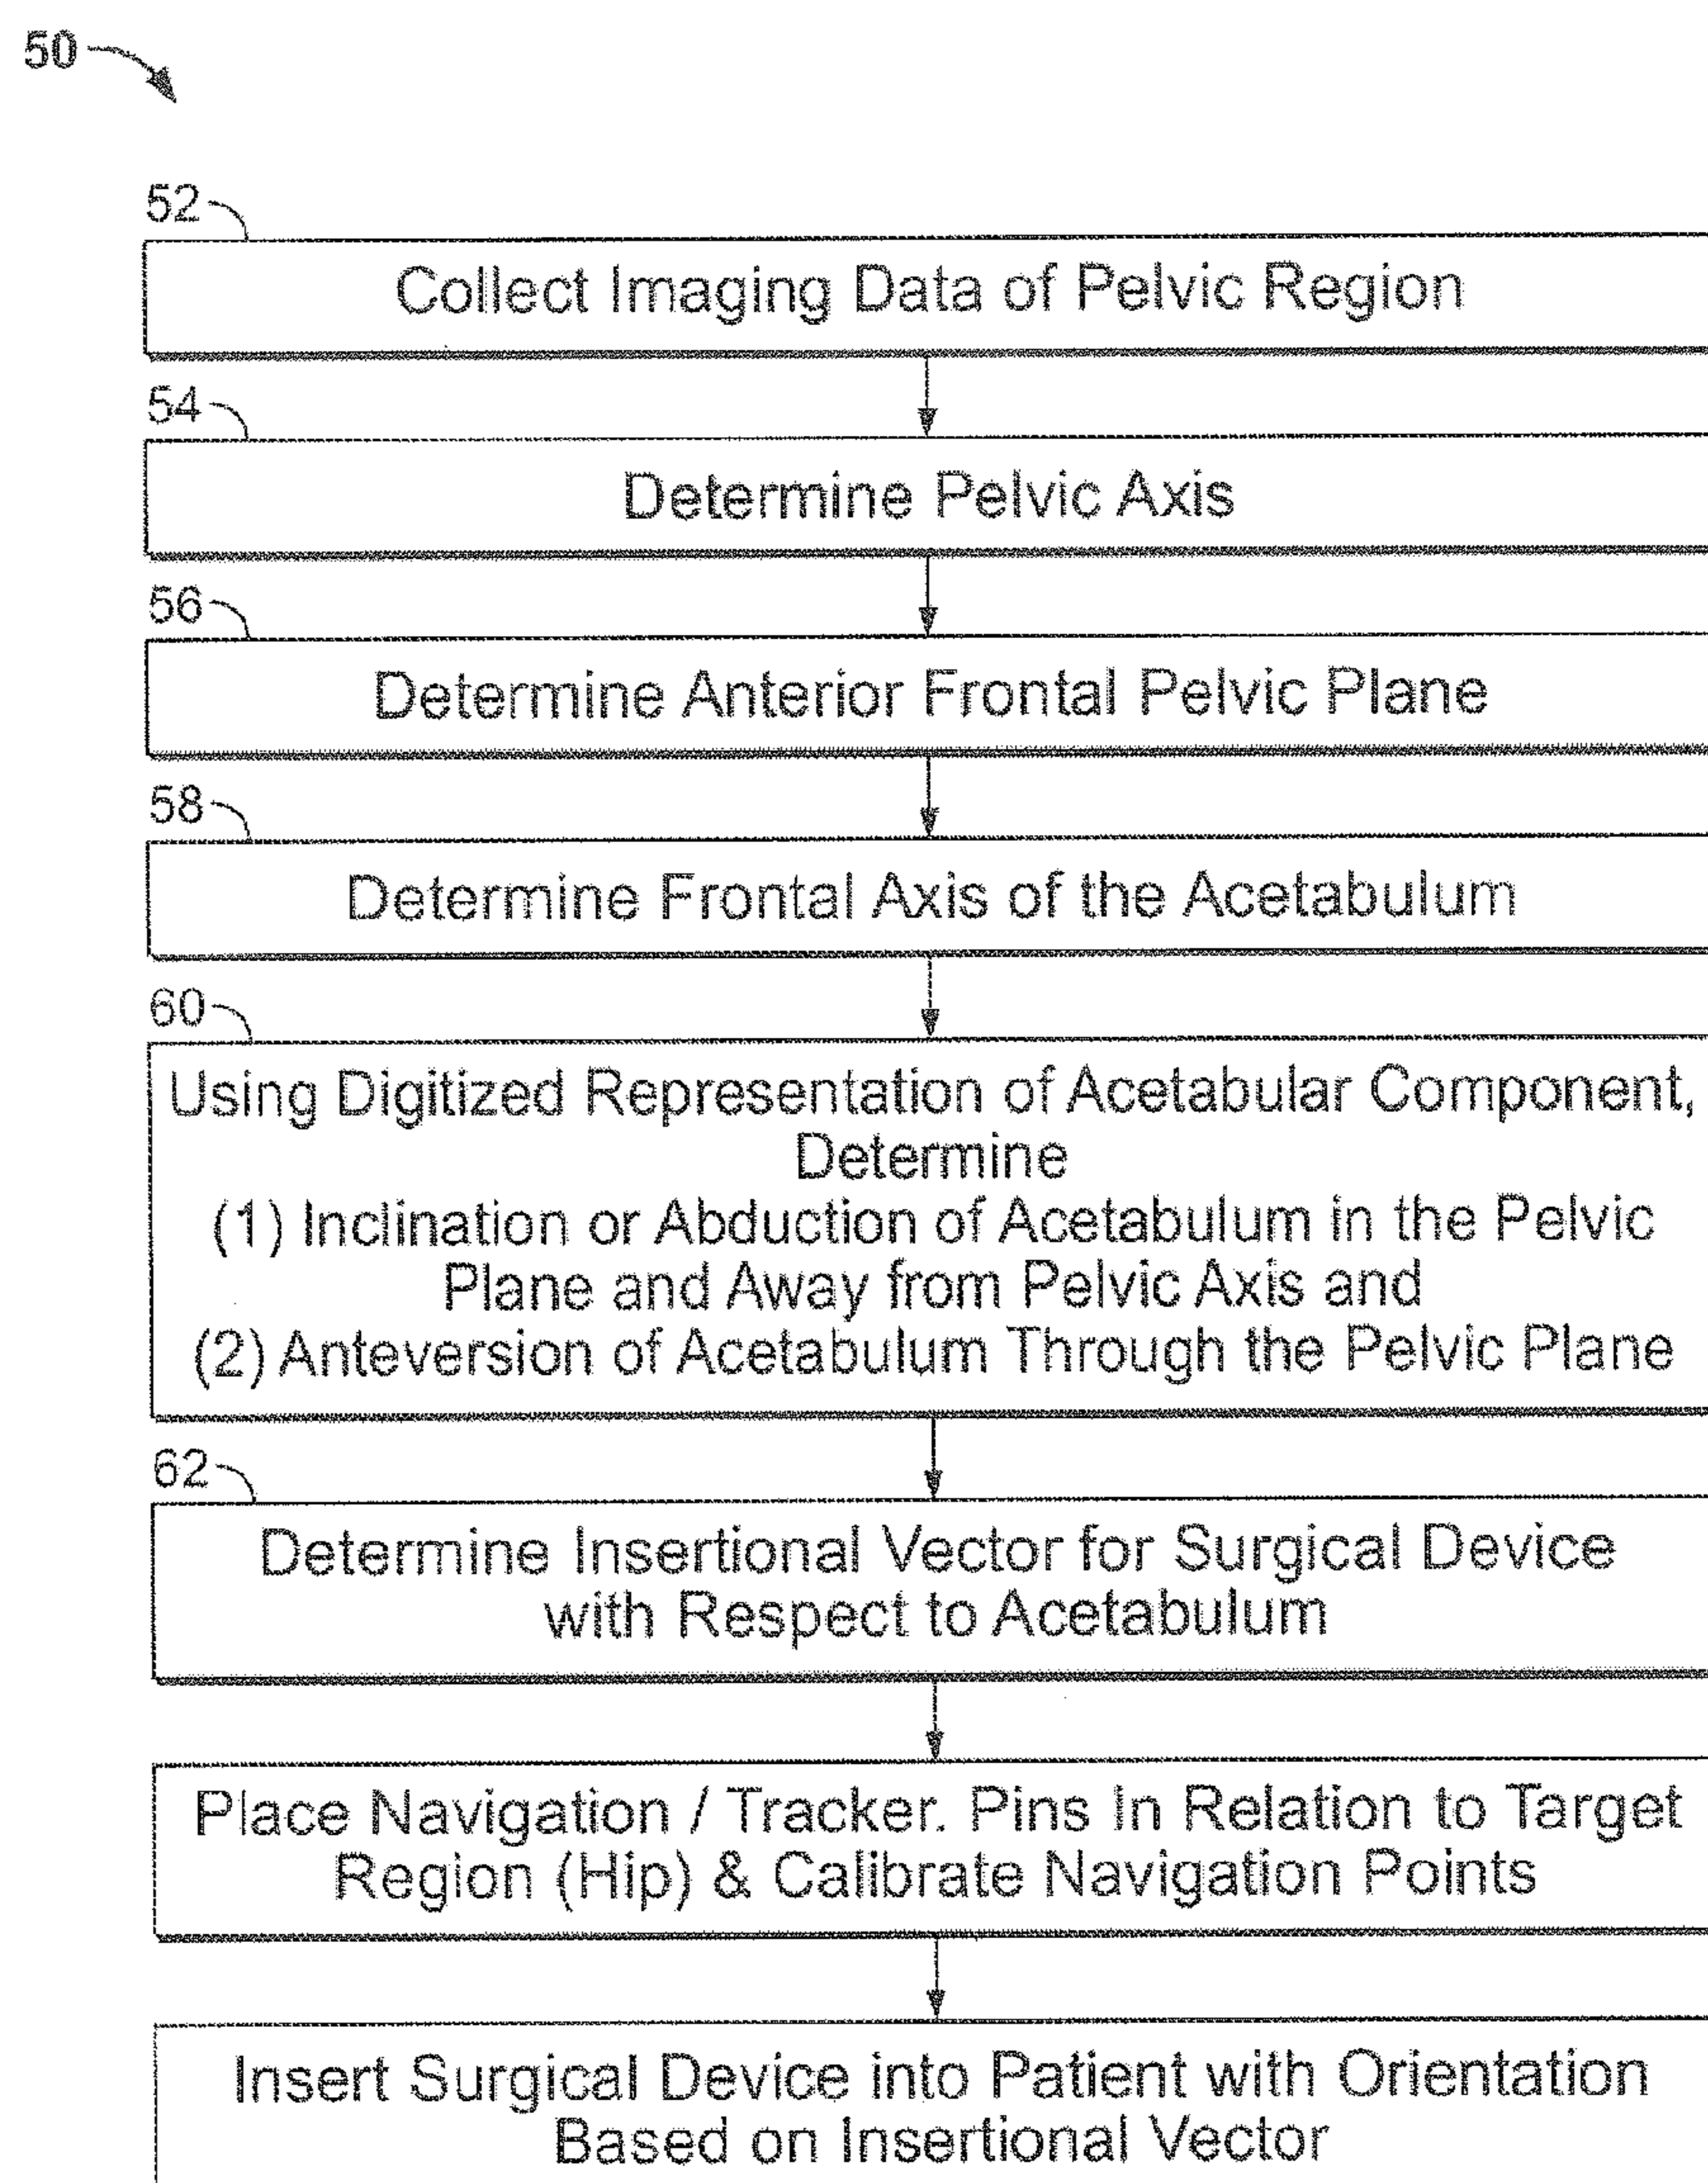 50
52
Collect Imaging Data of Pelvic Region
54
Determine Pelvic Axis
56
Determine Anterior Frontal Pelvic Plane
58
Determine Frontal Axis of the Acetabulum
60
Using Digitized Representation of Acetabular Component,
Determine
(1) Inclination or Abduction of Acetabulum in the Pelvic
Plane and Away from Pelvic Axis and
(2) Anteversion of Acetabulum Through the Pelvic Plane
62
Determine Insertional Vector for Surgical Device
with Respect to Acetabulum
Place Navigation / Tracker. Pins In Relation to Target
Region (Hip) & Calibrate Navigation Points
Insert Surgical Device into Patient with Orientation
Based on Insertional Vector